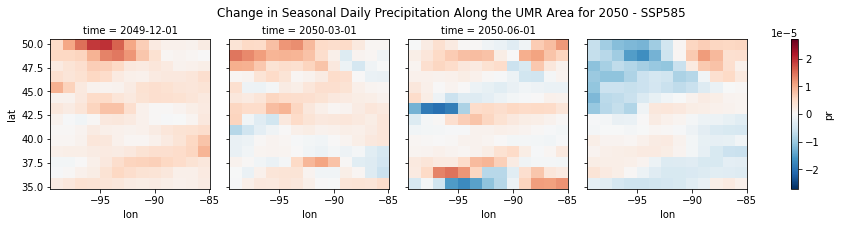 Change in Seasonal Daily Precipitation Along the UMR Area for 2050 - SSP585
time = 2049-12-01 time = 2050-03-01 time = 2050-06-01
1e−5
50.0
47.5
45.0
42.5
40.0
37.5
35.0
lat
2
1
0
−1
−2
pr
−95 −90 −85 −95 −90 −85 −95 −90 −85 −95 −90 −85
lon lon lon lon